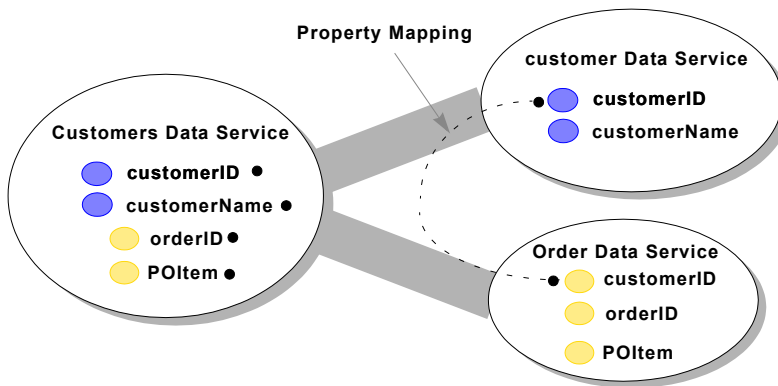 Property Mapping
customer Data Service
customerID
customerName
Customers Data Service
customerID
customerName
orderID
POItem
Order Data Service
customerID
orderID
POItem